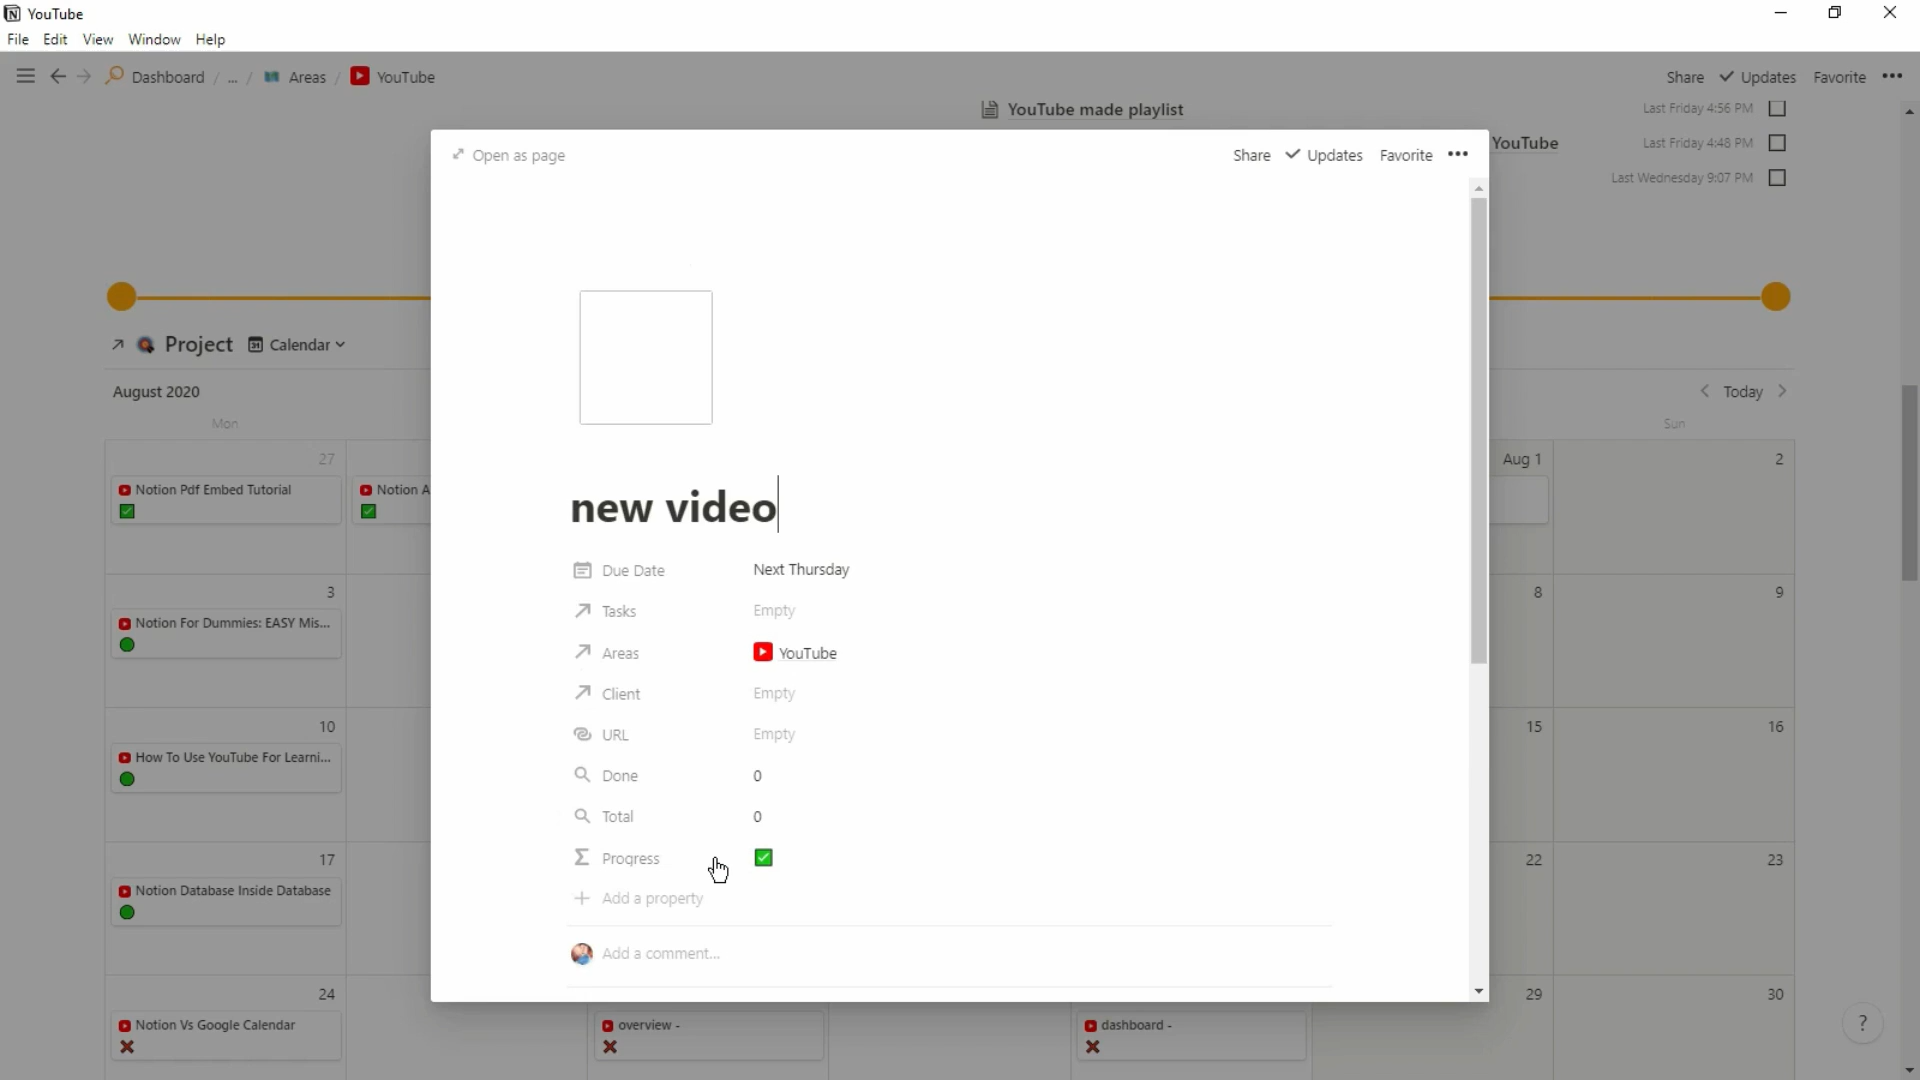 YouTube
File Edit View Window Help
Dashboard / ... / Areas / YouTube
Share Updates Favorite •••
YouTube made playlist
Last Friday 4:56 PM
YouTube
Last Friday 4:48 PM
Last Wednesday 9:07 PM
Open as page
Share Updates Favorite •••
new video
Due Date Next Thursday
Tasks Empty
Areas YouTube
Client Empty
URL Empty
Done 0
Total 0
Progress
Add a property
Add a comment...
Project Calendar
August 2020
Today
Mon
Sun
27
Aug 1
2
Notion Pdf Embed Tutorial
Notion A
3
8
9
Notion For Dummies: EASY Mis...
10
15
16
How To Use YouTube For Learni...
17
22
23
Notion Database Inside Database
24
29
30
Notion Vs Google Calendar
overview -
dashboard -
?